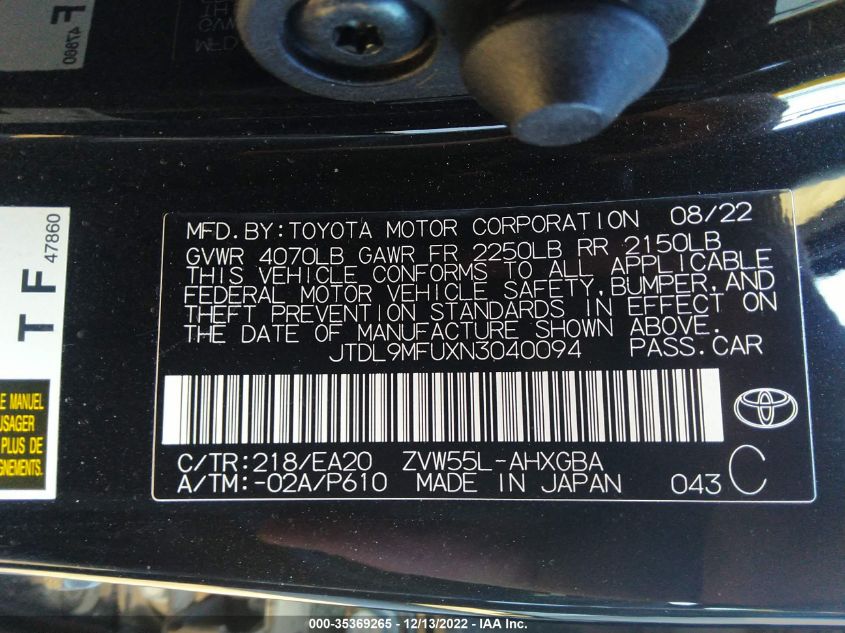 47860
F
MFD.BY:TOYOTA MOTOR CORPORATION 08/22
GVWR 4070LB GAWR FR 2250LB RR 2150LB
THIS VEHICLE CONFORMS TO ALL APPLICABLE
FEDERAL MOTOR VEHICLE SAFETY,BUMPER,AND
THEFT PREVENTION STANDARDS IN EFFECT ON
THE DATE OF MANUFACTURE SHOWN ABOVE.
JTDL9MFUXN3040094 PASS.CAR
C/TR:218/EA20 ZVW55L-AHXGBA
A/TM:-02A/P610 MADE IN JAPAN 043 C
T F
47860
E MANUEL
USAGER
PLUS DE
000-35369265 - 12/13/2022 - IAA Inc.